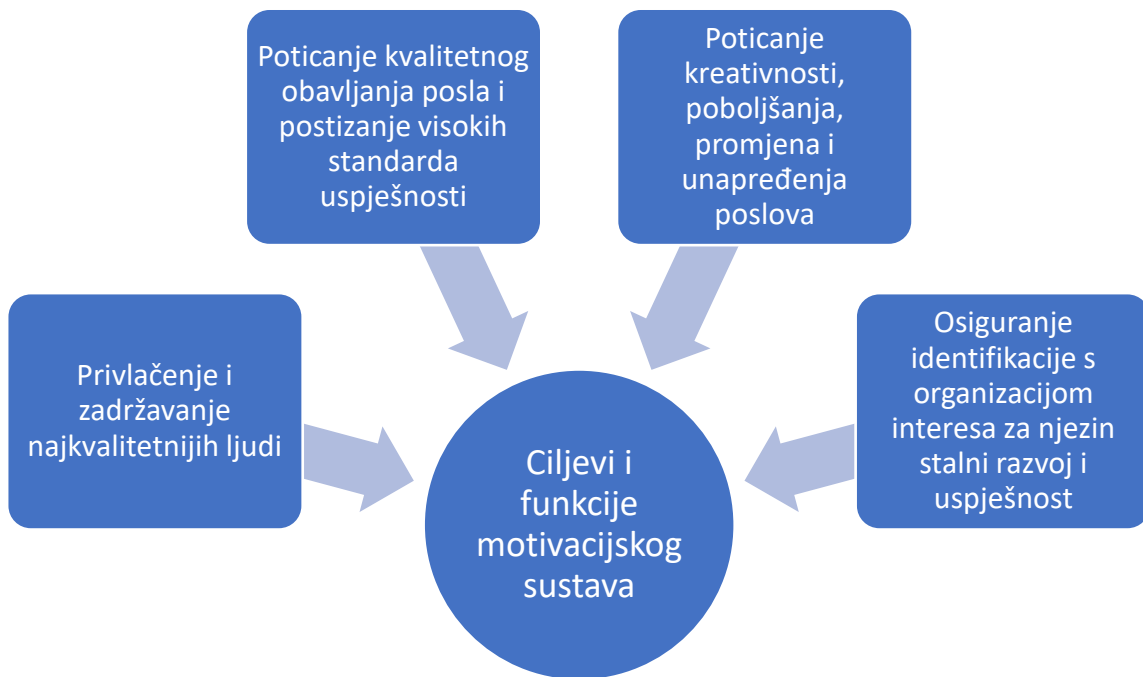 Poticanje kvalitetnog
obavljanja posla i
postizanje visokih
standarda
uspješnosti
Poticanje
kreativnosti,
poboljšanja,
promjena i
unapređenja
poslova
Privlačenje i
zadržavanje
najkvalitetnijih ljudi
Osiguranje
identifikacije s
organizacijom
interesa za njezin
stalni razvoj i
uspješnost
Ciljevi i
funkcije
motivacijskog
sustava